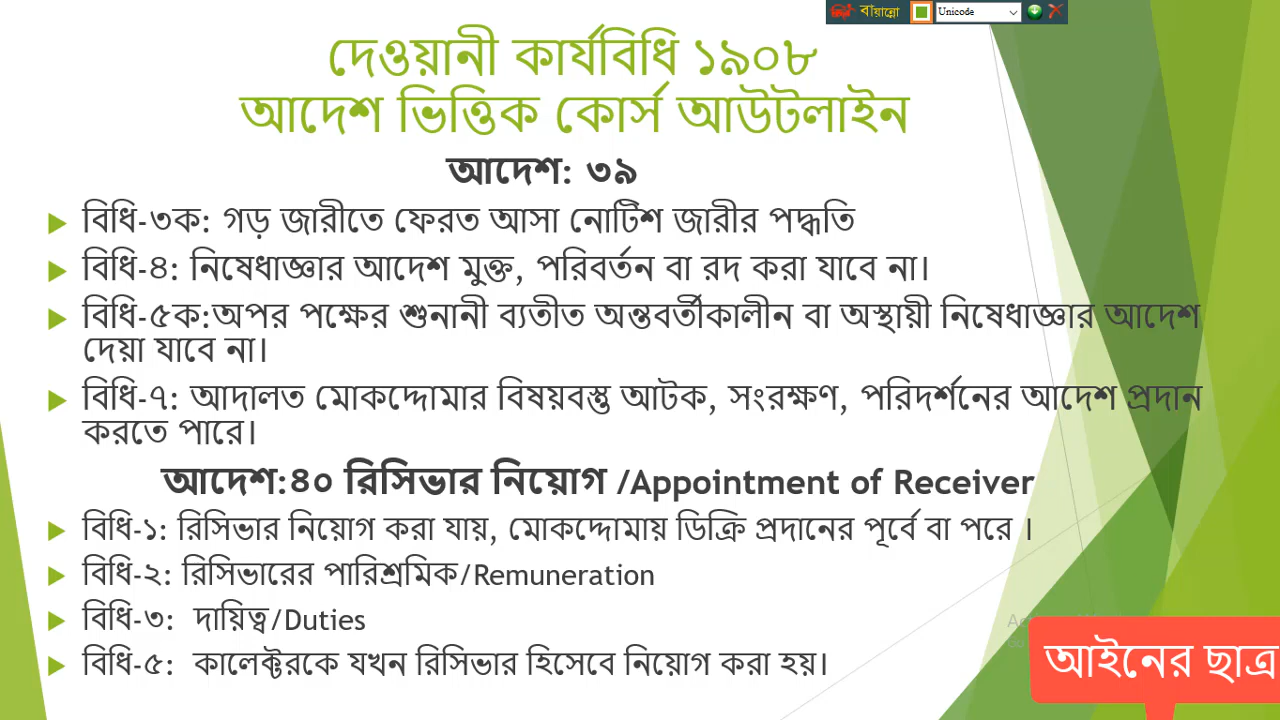 বায়ান্নো Unicode
দেওয়ানী কার্যবিধি ১৯০৮
আদেশ ভিত্তিক কোর্স আউটলাইন
আদেশ: ৩৯
বিধি-৩ক: গড় জারীতে ফেরত আসা নোটিশ জারীর পদ্ধতি
বিধি-৪: নিষেধাজ্ঞার আদেশ মুক্ত, পরিবর্তন বা রদ করা যাবে না।
বিধি-৫ক:অপর পক্ষের শুনানী ব্যতীত অন্তবর্তীকালীন বা অস্থায়ী নিষেধাজ্ঞার আদেশ
দেয়া যাবে না।
বিধি-৭: আদালত মোকদ্দোমার বিষয়বস্তু আটক, সংরক্ষণ, পরিদর্শনের আদেশ প্রদান
করতে পারে।
আদেশ:৪০ রিসিভার নিয়োগ /Appointment of Receiver
বিধি-১: রিসিভার নিয়োগ করা যায়, মোকদ্দোমায় ডিক্রি প্রদানের পূর্বে বা পরে ।
বিধি-২: রিসিভারের পারিশ্রমিক/Remuneration
বিধি-৩: দায়িত্ব/Duties
বিধি-৫: কালেক্টরকে যখন রিসিভার হিসেবে নিয়োগ করা হয়।
আইনের ছাত্র